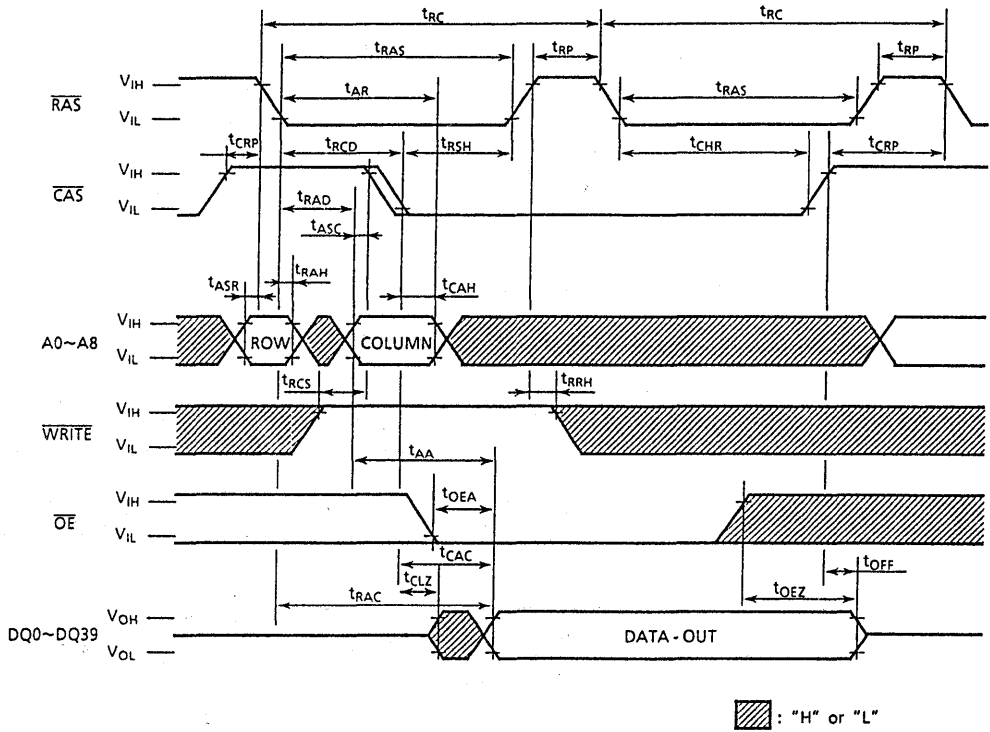 tRC tRC
tRAS tRP tRP
VIH
RAS
VIL
tAR tRAS
tCRP tRCD tRSH tCHR tCRP
VIH
CAS
VIL
tRAD
tASC
tRAH
tASR tCAH
VIH
A0~A8 ROW COLUMN
VIL
tRCS tRRH
VIH
WRITE
VIL
tAA
VIH
OE tOEA
VIL
tCAC
tCLZ tOFF
tRAC tOEZ
VOH
DQ0~DQ39 DATA-OUT
VOL
: "H" or "L"